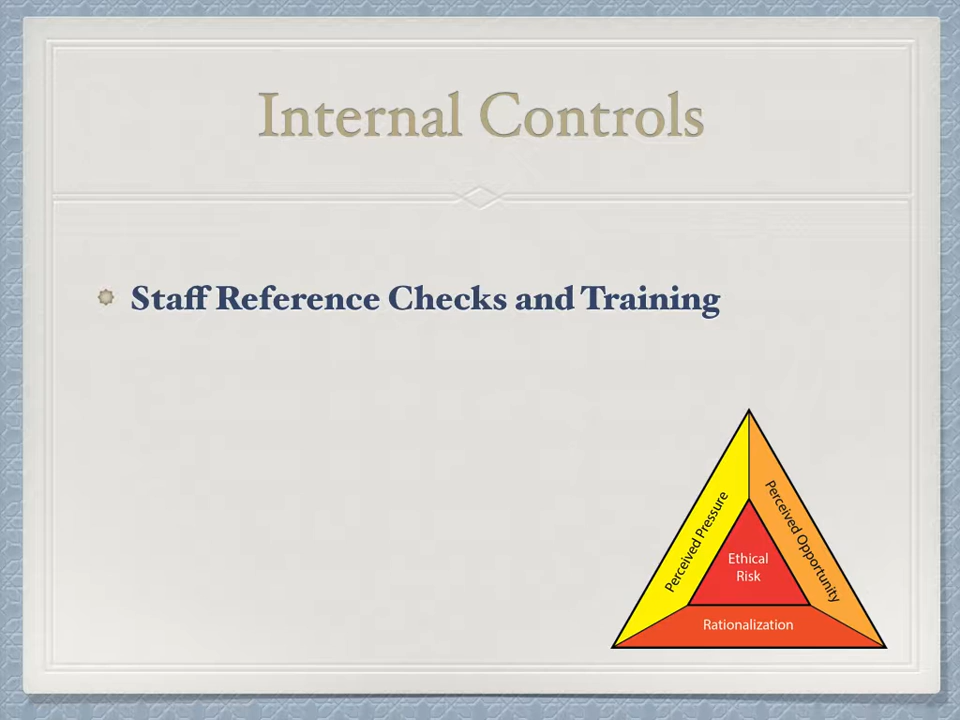 Internal Controls
Staff Reference Checks and Training
Perceived Pressure
Perceived Opportunity
Ethical
Risk
Rationalization